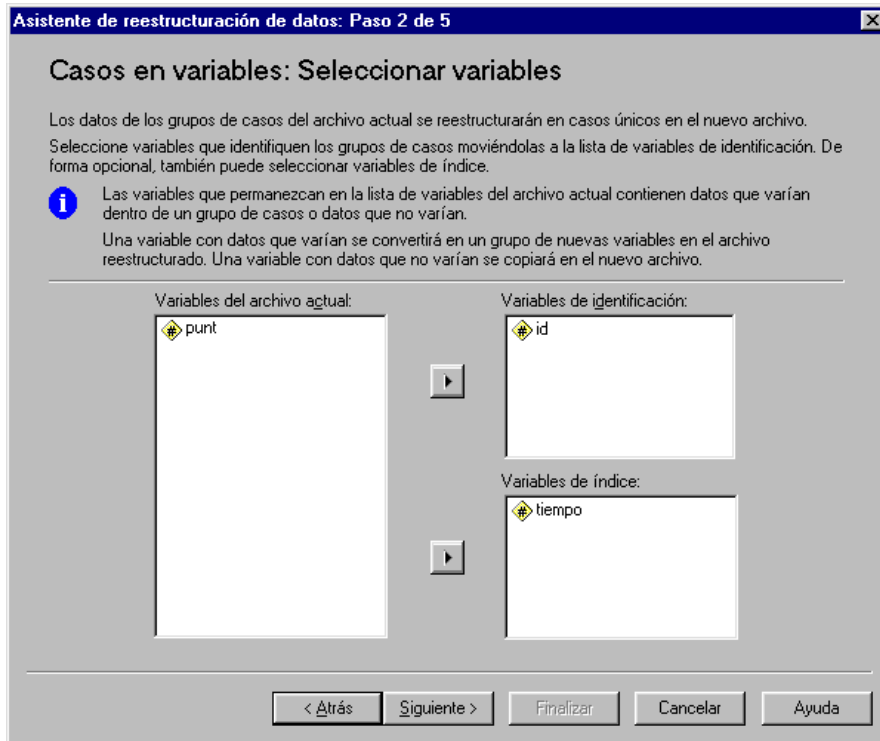 Asistente de reestructuración de datos: Paso 2 de 5
Casos en variables: Seleccionar variables
Los datos de los grupos de casos del archivo actual se reestructurarán en casos únicos en el nuevo archivo.
Seleccione variables que identifiquen los grupos de casos moviéndolas a la lista de variables de identificación. De
forma opcional, también puede seleccionar variables de índice.
Las variables que permanezcan en la lista de variables del archivo actual contienen datos que varían
dentro de un grupo de casos o datos que no varían.
Una variable con datos que varían se convertirá en un grupo de nuevas variables en el archivo
reestructurado. Una variable con datos que no varían se copiará en el nuevo archivo.
Variables del archivo actual:
punt
Variables de identificación:
id
Variables de índice:
tiempo
< Atrás
Siguiente >
Finalizar
Cancelar
Ayuda